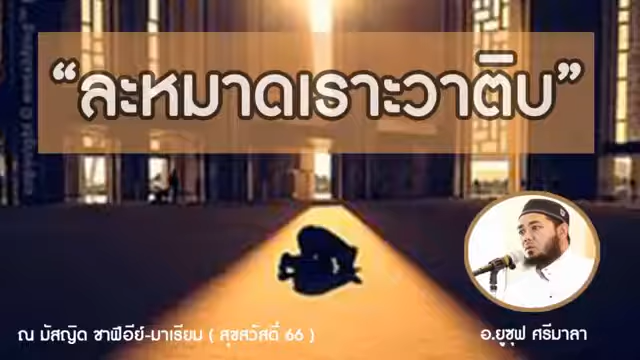 “ละหมาดเราะวาติบ”
ณ มัสญิด ชาฟีอีย์-มาเรียม ( สุขสวัสดิ์ 66 )
อ.ยูซุฟ ศรีมาลา